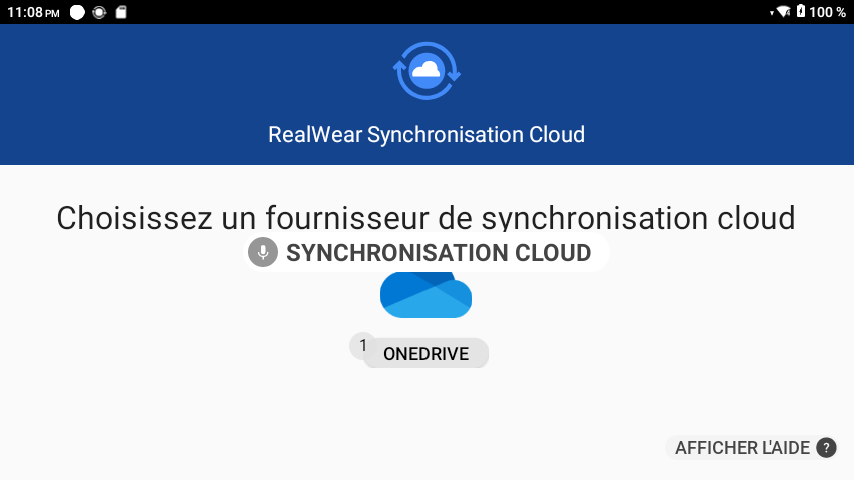 11:08 PM
100 %
RealWear Synchronisation Cloud
Choisissez un fournisseur de synchronisation cloud
SYNCHRONISATION CLOUD
1
ONEDRIVE
AFFICHER L'AIDE ?